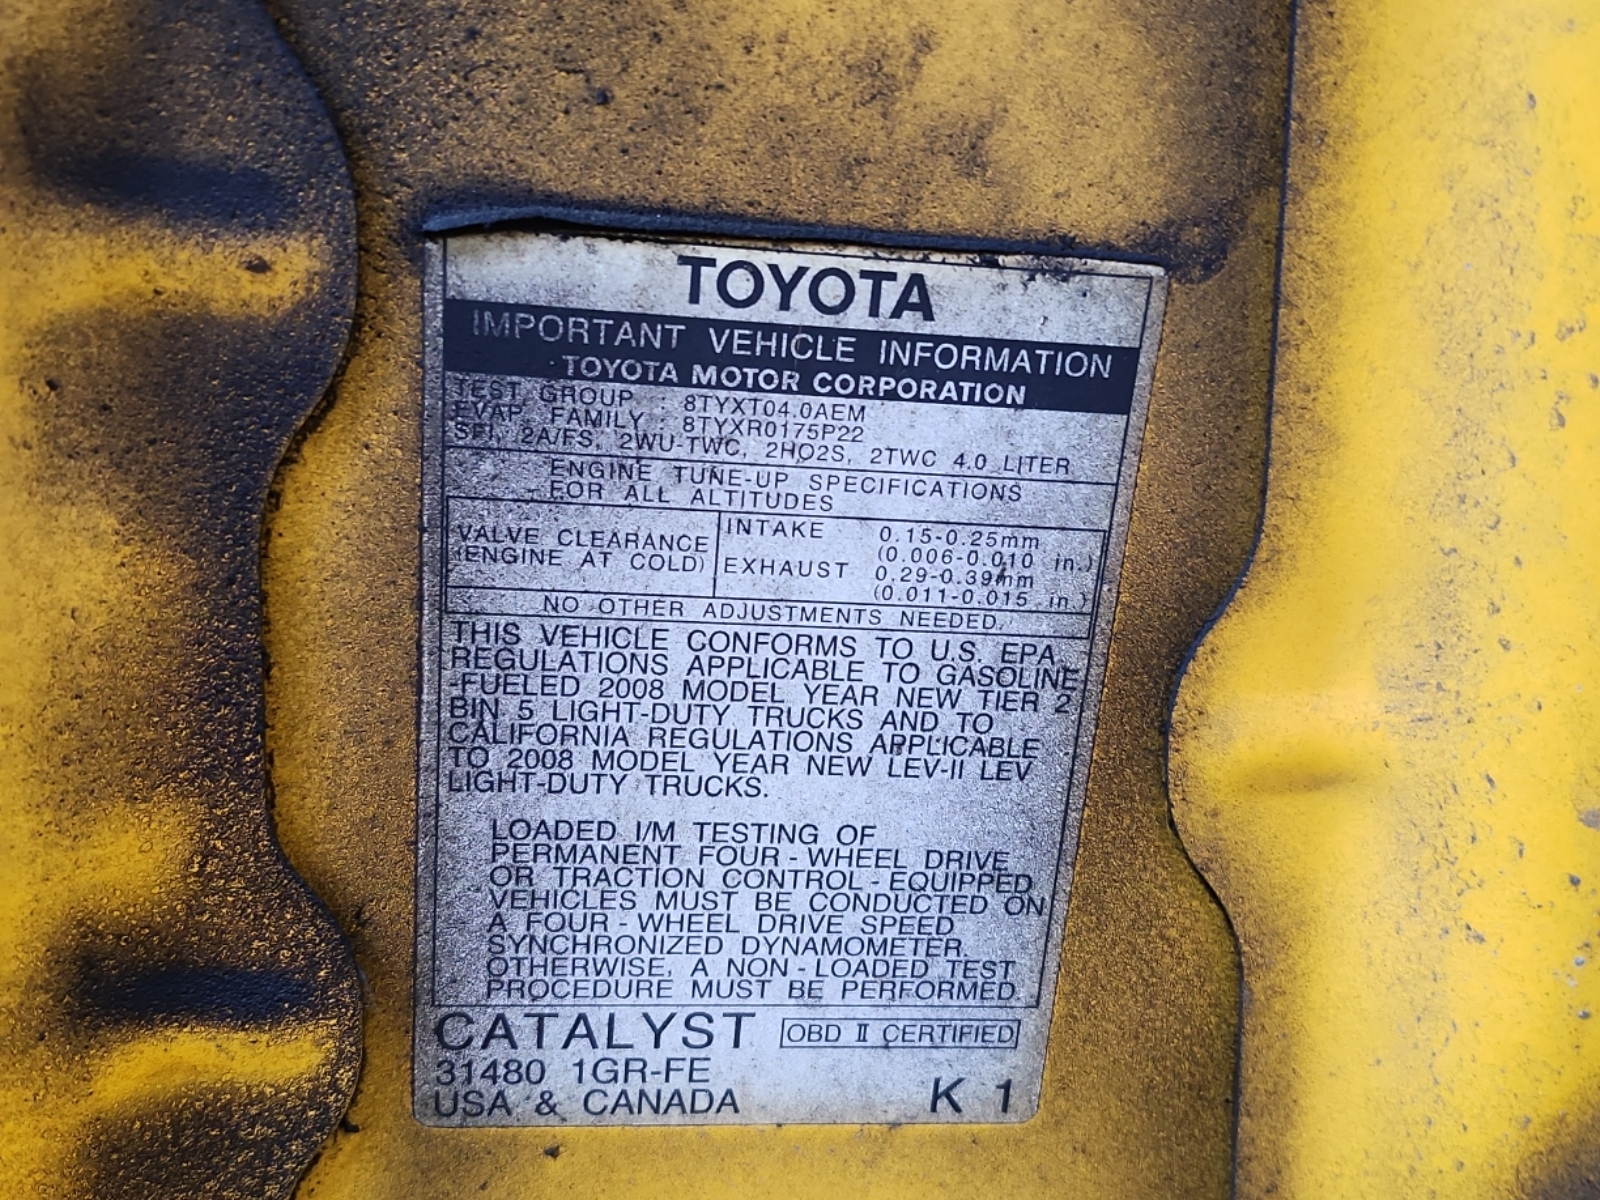 TOYOTA
IMPORTANT VEHICLE INFORMATION
TOYOTA MOTOR CORPORATION
TEST GROUP : 8TYXT04.0AEM
EVAP. FAMILY : 8TYXR0175P22
SFI, 2A/FS, 2WU-TWC, 2HO2S, 2TWC 4.0 LITER
ENGINE TUNE-UP SPECIFICATIONS
FOR ALL ALTITUDES
VALVE CLEARANCE
(ENGINE AT COLD)
INTAKE 0.15-0.25mm
(0.006-0.010 in.)
EXHAUST 0.29-0.39mm
(0.011-0.015 in.)
NO OTHER ADJUSTMENTS NEEDED.
THIS VEHICLE CONFORMS TO U.S. EPA
REGULATIONS APPLICABLE TO GASOLINE
-FUELED 2008 MODEL YEAR NEW TIER 2
BIN 5 LIGHT-DUTY TRUCKS AND TO
CALIFORNIA REGULATIONS APPLICABLE
TO 2008 MODEL YEAR NEW LEV-II LEV
LIGHT-DUTY TRUCKS.
LOADED I/M TESTING OF
PERMANENT FOUR - WHEEL DRIVE
OR TRACTION CONTROL - EQUIPPED
VEHICLES MUST BE CONDUCTED ON
A FOUR - WHEEL DRIVE SPEED
SYNCHRONIZED DYNAMOMETER.
OTHERWISE, A NON - LOADED TEST
PROCEDURE MUST BE PERFORMED.
CATALYST OBD II CERTIFIED
31480 1GR-FE
USA & CANADA K 1